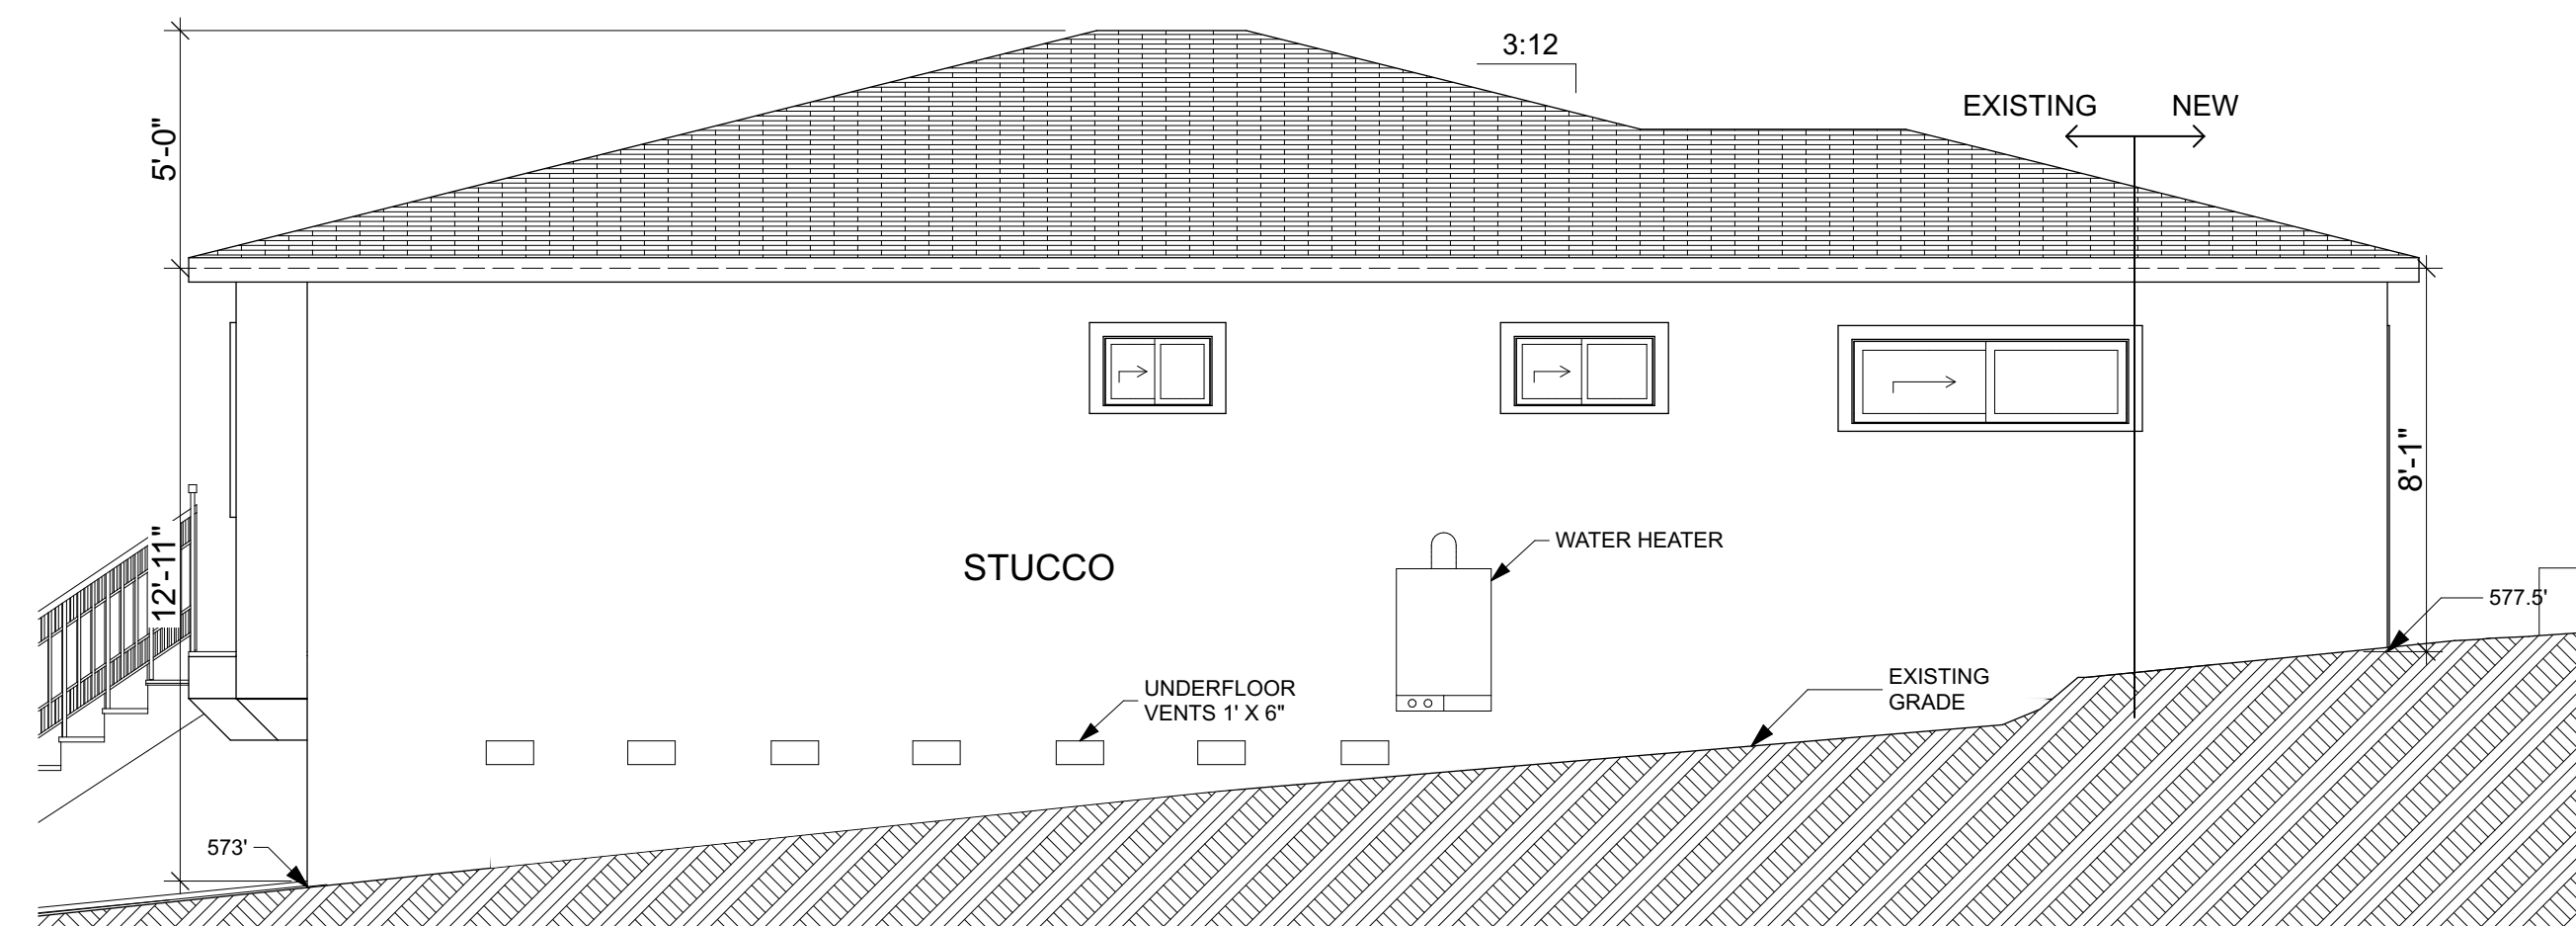 3:12
EXISTING
NEW
5'-0"
8'-1"
12'-11"
STUCCO
WATER HEATER
577.5'
UNDERFLOOR
VENTS 1' X 6"
EXISTING
GRADE
573'